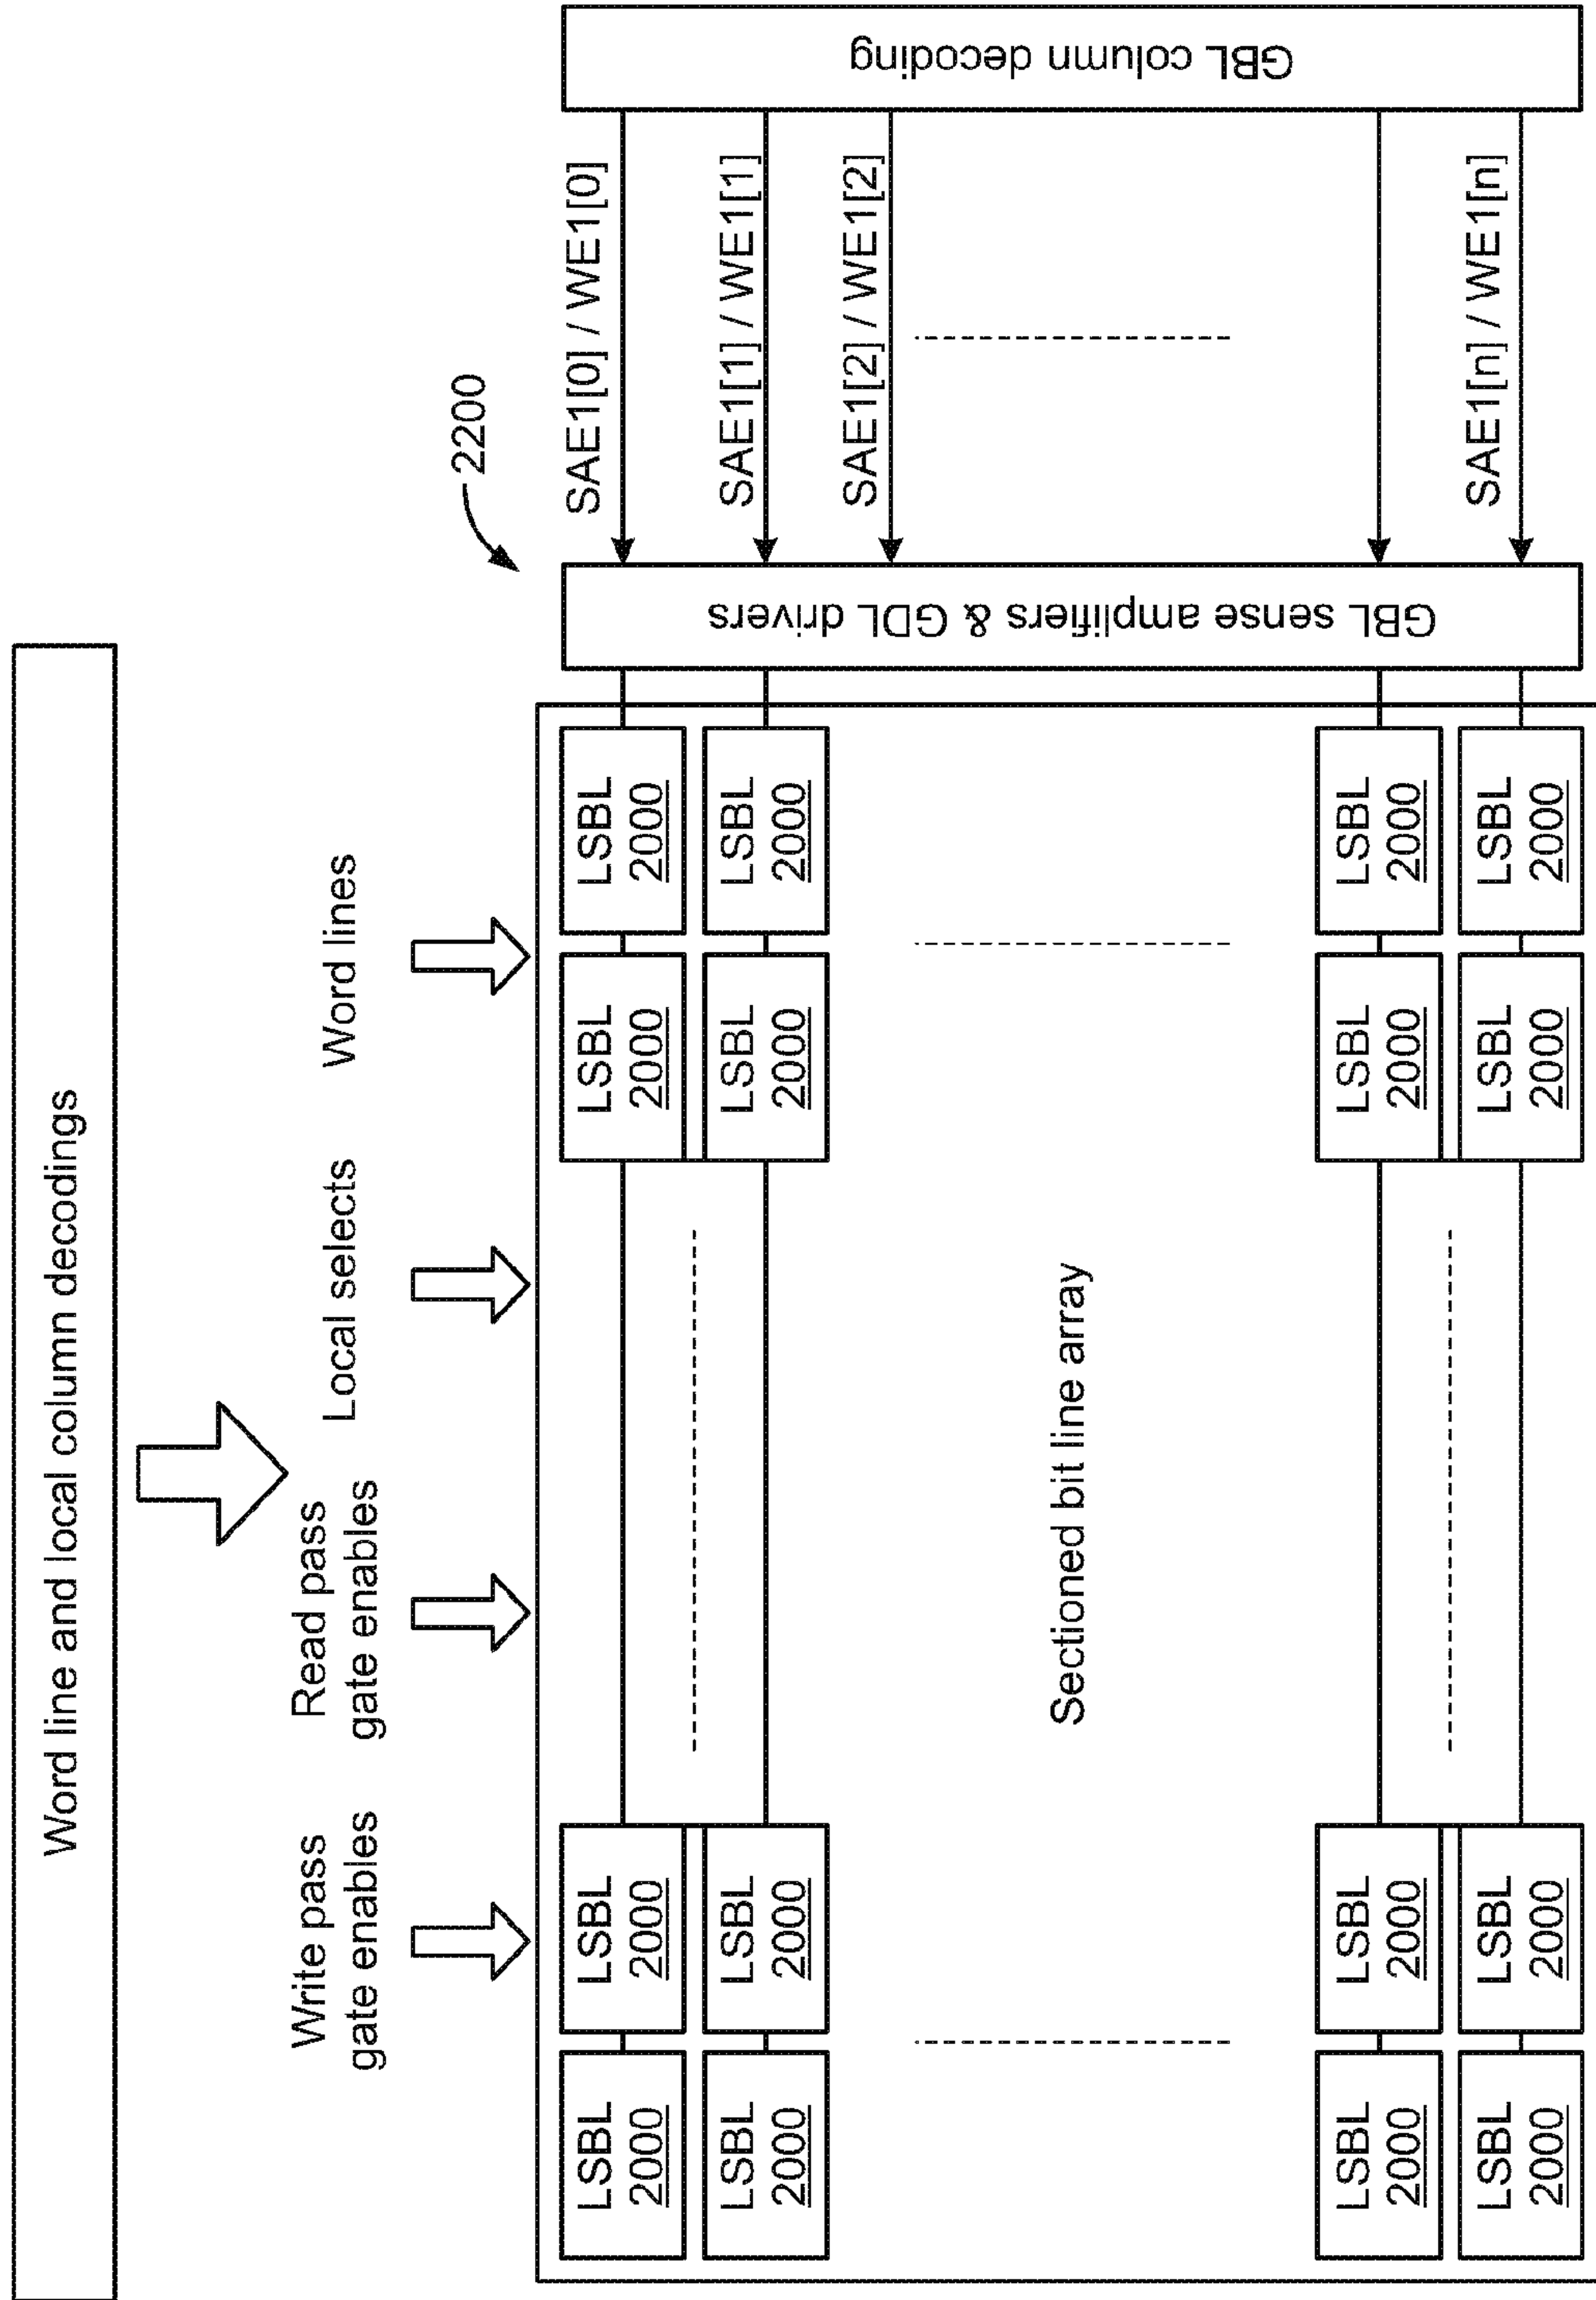 Word line and local column decodings
Write pass
gate enables
Read pass
gate enables
Local selects
Word lines
2200
LSBL
2000
LSBL
2000
LSBL
2000
LSBL
2000
LSBL
2000
LSBL
2000
LSBL
2000
LSBL
2000
Sectioned bit line array
LSBL
2000
LSBL
2000
LSBL
2000
LSBL
2000
LSBL
2000
LSBL
2000
LSBL
2000
LSBL
2000
GBL sense amplifiers & GDL drivers
SAE1[0] / WE1[0]
SAE1[1] / WE1[1]
SAE1[2] / WE1[2]
SAE1[n] / WE1[n]
GBL column decoding